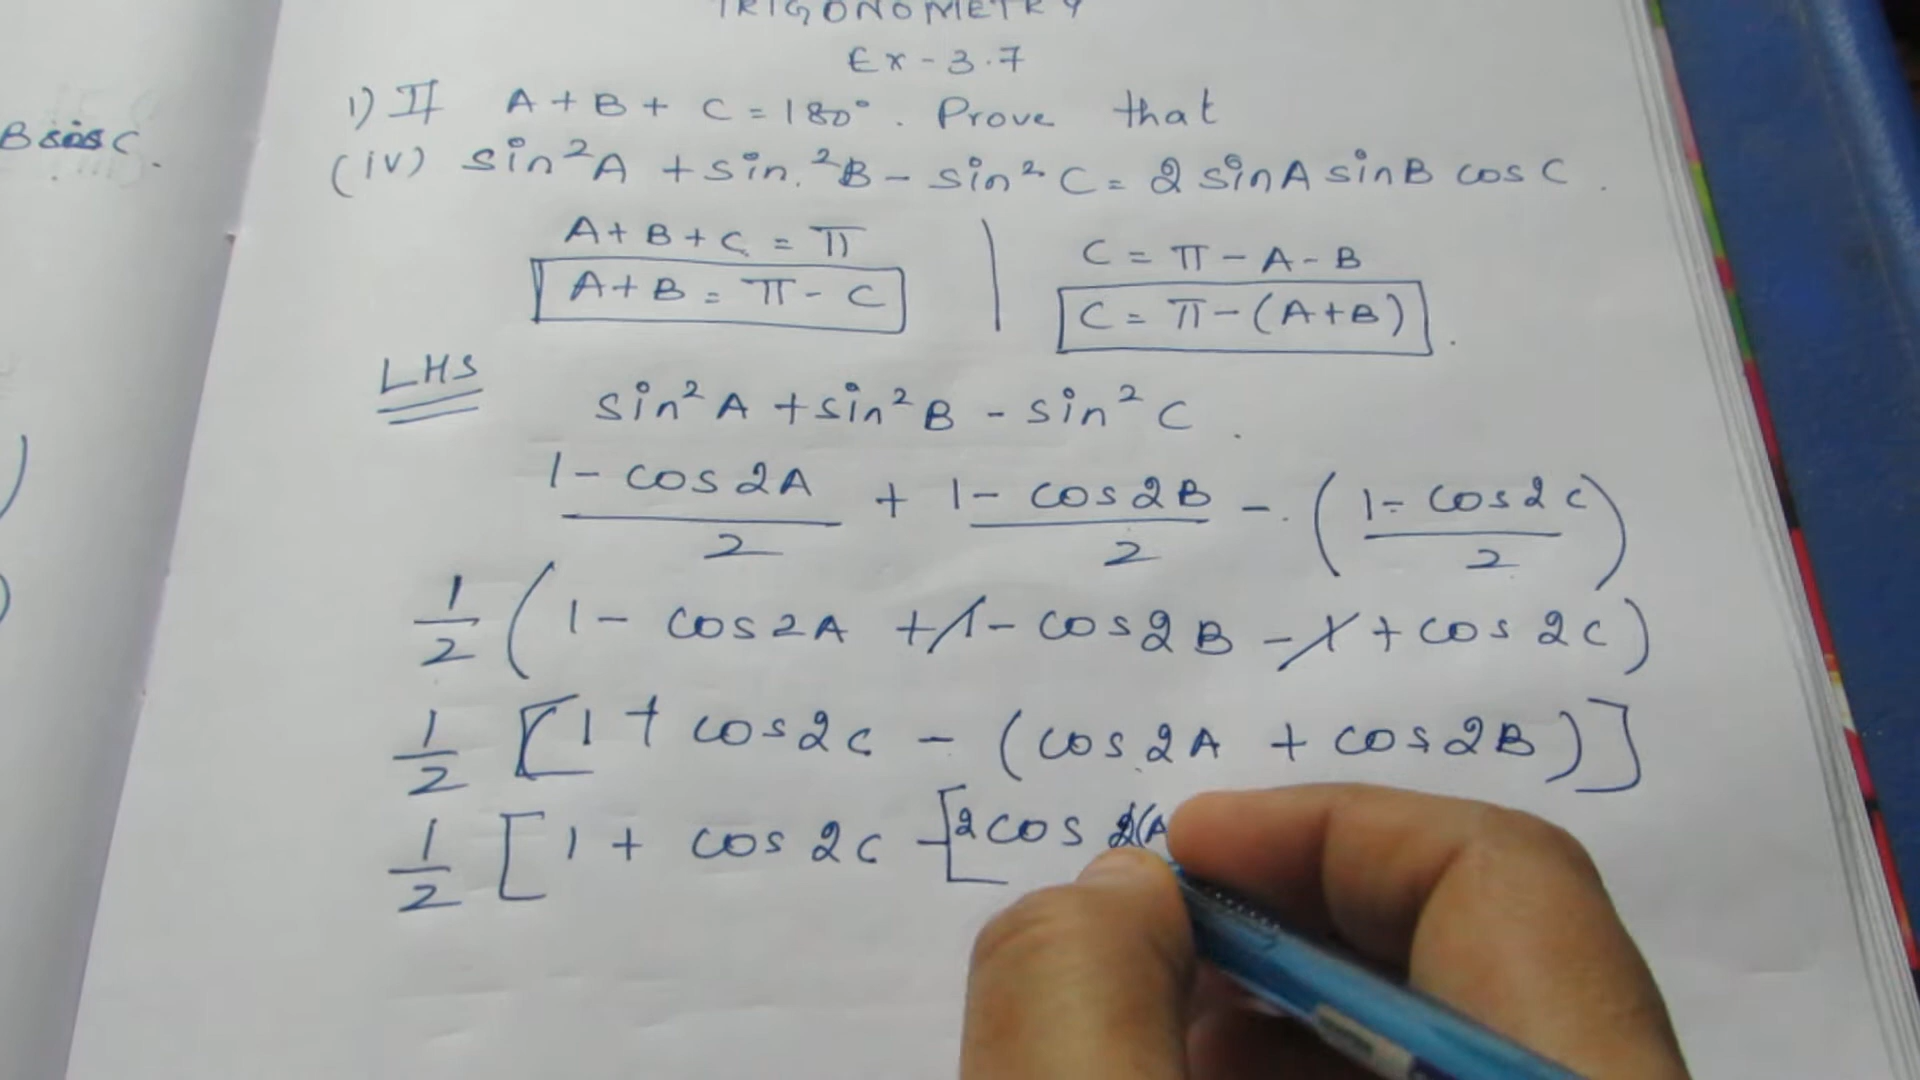 TRIGONOMETRY
Ex - 3.7
B sin C.
1) If A + B + C = 180°. Prove that
(iv) sin²A + sin²B - sin²C = 2 sinA sinB cos C.
A + B + C = π
A + B = π - C
C = π - A - B
C = π - (A+B)
LHS
sin²A + sin²B - sin²C.
(1 - cos2A)/2 + (1 - cos2B)/2 - ((1 - cos2C)/2)
1/2 (1 - cos2A + 1 - cos2B - 1 + cos2C)
1/2 [1 + cos2C - (cos2A + cos2B)]
1/2 [1 + cos2C - [2cos 2(A